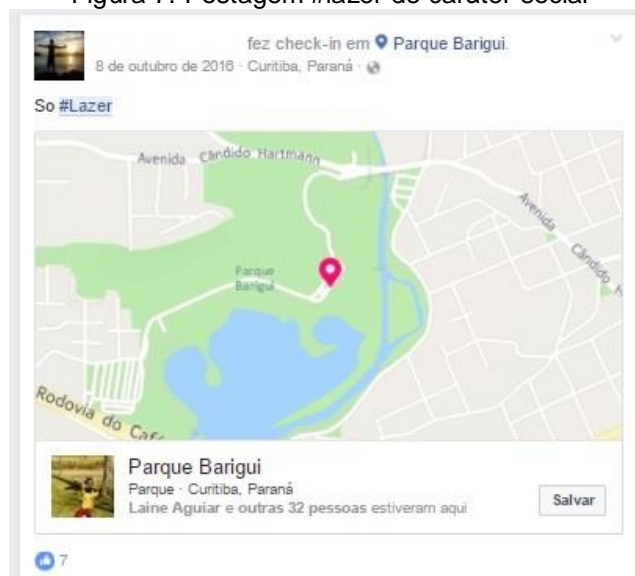 Figura 7: Postagem #lazer de caráter social
fez check-in em Parque Barigui.
8 de outubro de 2016 · Curitiba, Paraná ·
So #Lazer
Avenida Cândido Hartmann
Avenida Cândido H
Parque
Barigui
Rodovia do Café
Parque Barigui
Parque · Curitiba, Paraná
Laine Aguiar e outras 32 pessoas estiveram aqui
Salvar
7